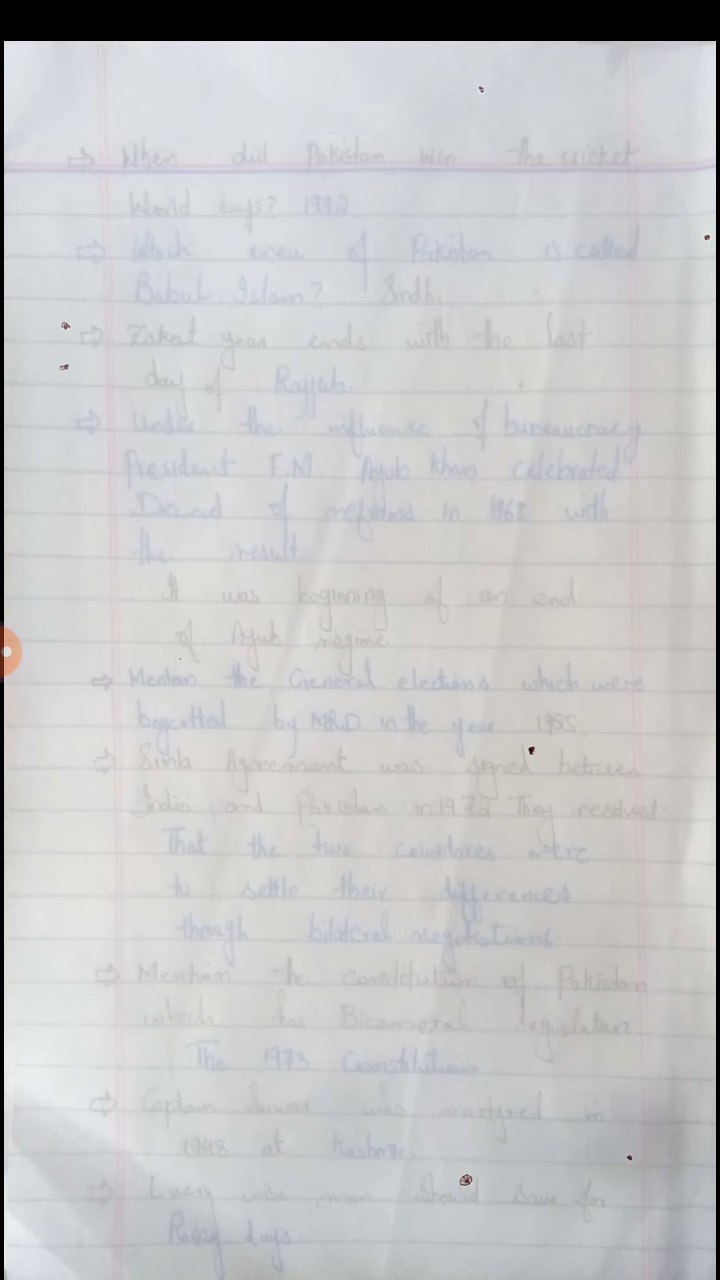 ⇒ When did Pakistan win the cricket
World cup? 1992
⇒ Which area of Pakistan is called
Babul Islam? Sindh.
⇒ Zakat year ends with the last
day of Rajjab.
⇒ Under the influence of
President F.M Ayub Khan celebrated
of reforms in 1968 with
the result.
It was beginning of an end
of Ayub regime
⇒ Mention the General elections which were
boycotted by MRD in the year 1985.
⇒ Simla Agreement was signed between
India and Pakistan in 1972 They resolved
That the two countries were
to settle their differences
through bilateral negotiations.
⇒ Mention the constitution of Pakistan
which has Bicameral legislature
The 1973 Constitution
⇒ Captain Sarwar was martyred in
1948 at
⇒ Every wise man should save for
days.